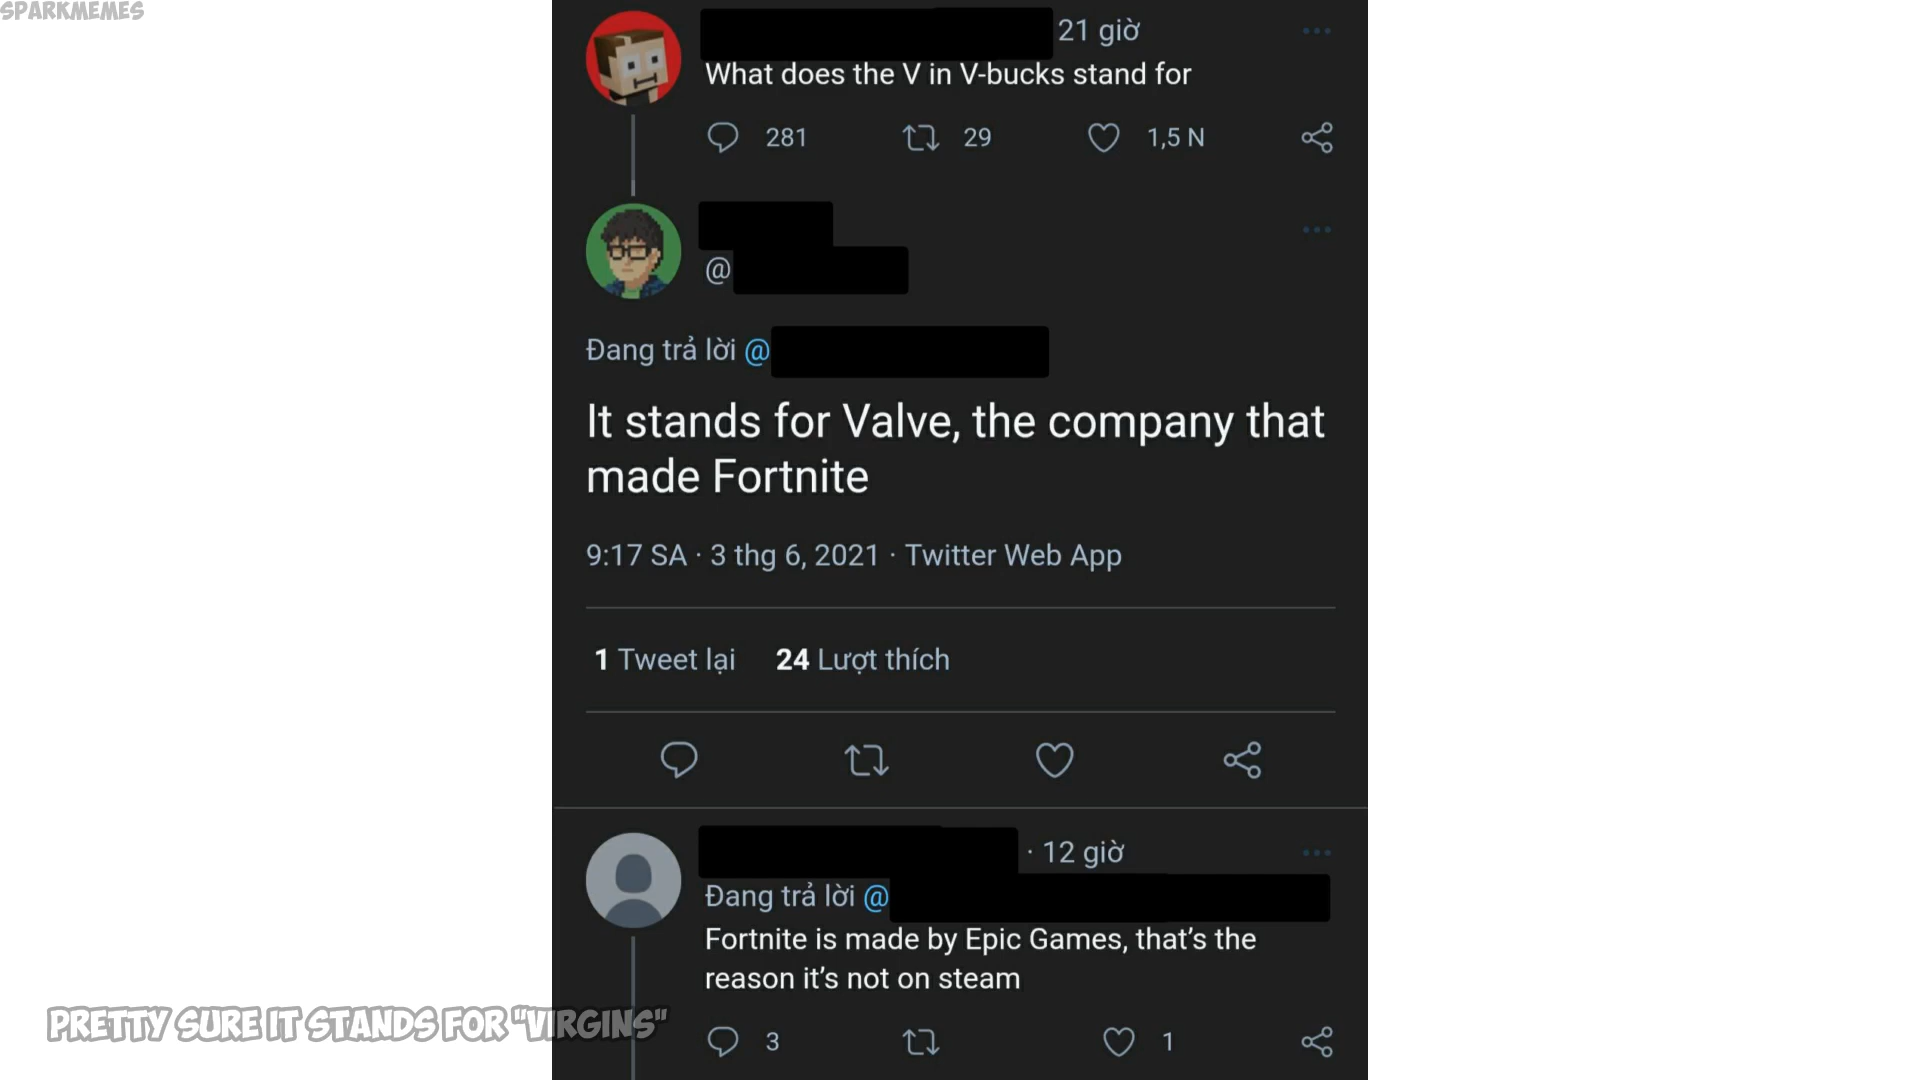 SPARKMEMES
21 giờ
What does the V in V-bucks stand for
281 29 1,5 N
@
Đang trả lời @
It stands for Valve, the company that
made Fortnite
9:17 SA · 3 thg 6, 2021 · Twitter Web App
1 Tweet lại 24 Lượt thích
· 12 giờ
Đang trả lời @
Fortnite is made by Epic Games, that's the
reason it's not on steam
PRETTY SURE IT STANDS FOR "VIRGINS"
3 1